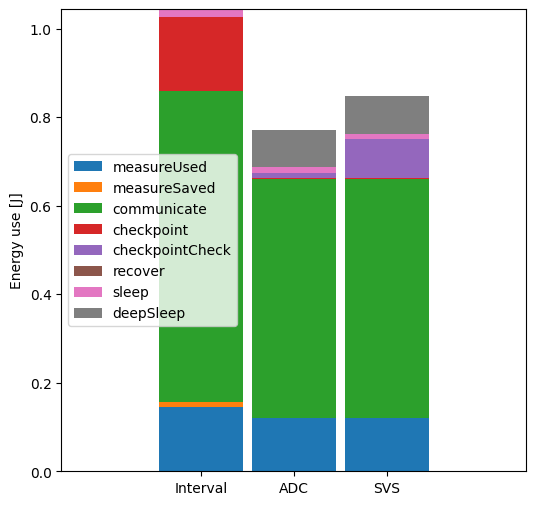 1.0
0.8
0.6
0.4
0.2
0.0
Energy use [J]
measureUsed
measureSaved
communicate
checkpoint
checkpointCheck
recover
sleep
deepSleep
Interval ADC SVS